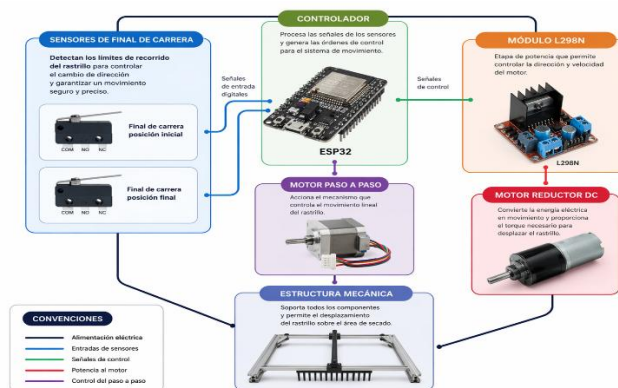 SENSORES DE FINAL DE CARRERA
Detectan los límites de recorrido
del rastrillo para controlar
el cambio de dirección
y garantizar un movimiento
seguro y preciso.
Final de carrera
posición inicial
COM NO NC
Final de carrera
posición final
COM NO NC
Señales
de entrada
digitales
CONTROLADOR
Procesa las señales de los sensores
y genera las órdenes de control
para el sistema de movimiento.
ESP32
Señales
de control
MÓDULO L298N
Etapa de potencia que permite
controlar la dirección y velocidad
del motor.
L298N
MOTOR PASO A PASO
Acciona el mecanismo que
controla el movimiento lineal
del rastrillo.
MOTOR REDUCTOR DC
Convierte la energía eléctrica
en movimiento y proporciona
el torque necesario para
desplazar el rastrillo.
ESTRUCTURA MECÁNICA
Soporta todos los componentes
y permite el desplazamiento
del rastrillo sobre el área de secado.
CONVENCIONES
Alimentación eléctrica
Entradas de sensores
Señales de control
Potencia al motor
Control del paso a paso